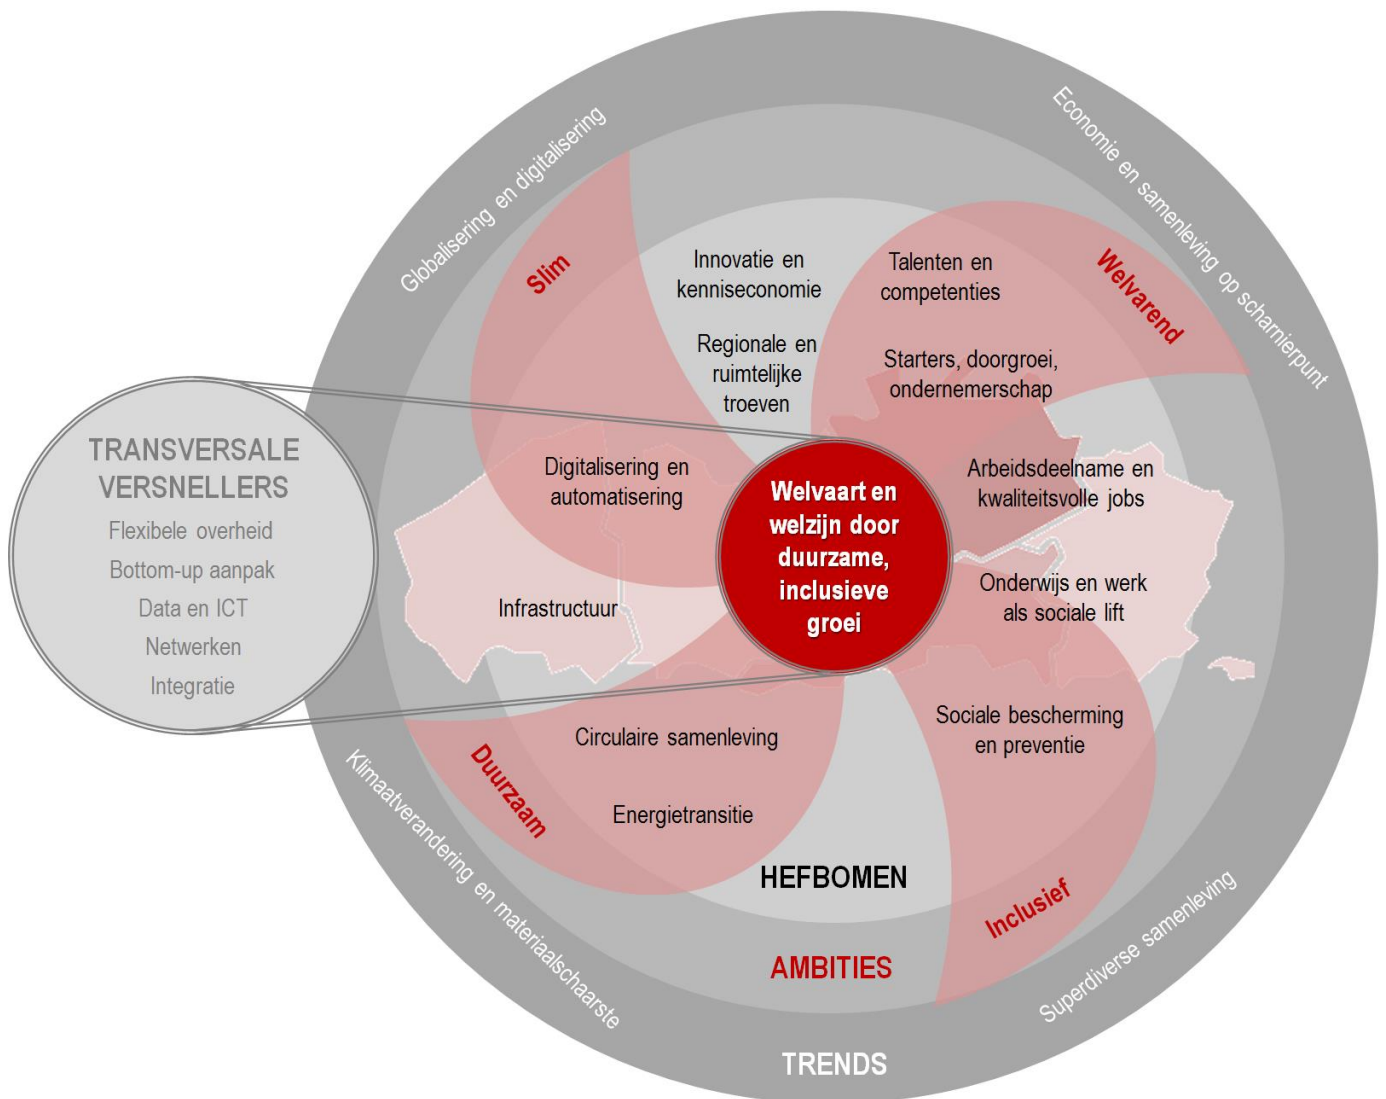 Globalisering en digitalisering
Economie en samenleving op scharnierpunt
Slim
Welvarend
Innovatie en
kenniseconomie
Talenten en
competenties
Regionale en
ruimtelijke
troeven
Starters, doorgroei,
ondernemerschap
TRANSVERSALE
VERSNELLERS
Flexibele overheid
Bottom-up aanpak
Data en ICT
Netwerken
Integratie
Digitalisering en
automatisering
Arbeidsdeelname en
kwaliteitsvolle jobs
Welvaart en
welzijn door
duurzame,
inclusieve
groei
Infrastructuur
Onderwijs en werk
als sociale lift
Circulaire samenleving
Sociale bescherming
en preventie
Duurzaam
Energietransitie
Inclusief
Klimaatverandering en materiaalschaarste
Superdiverse samenleving
HEFBOMEN
AMBITIES
TRENDS